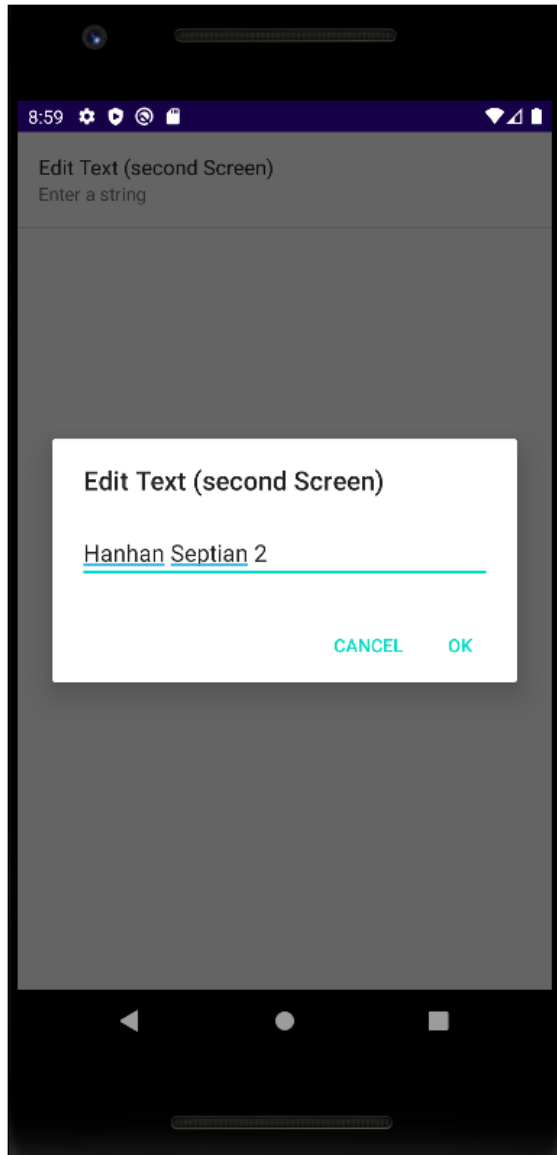 8:59
Edit Text (second Screen)
Enter a string
Edit Text (second Screen)
Hanhan Septian 2
CANCEL OK